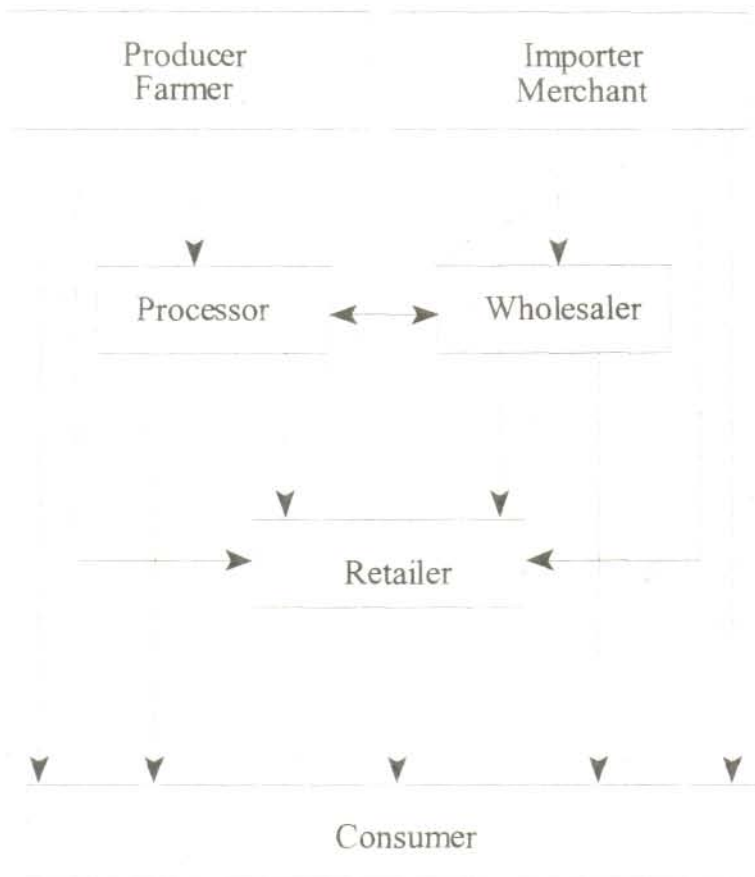 Producer
Farmer
Importer
Merchant
Processor
Wholesaler
Retailer
Consumer